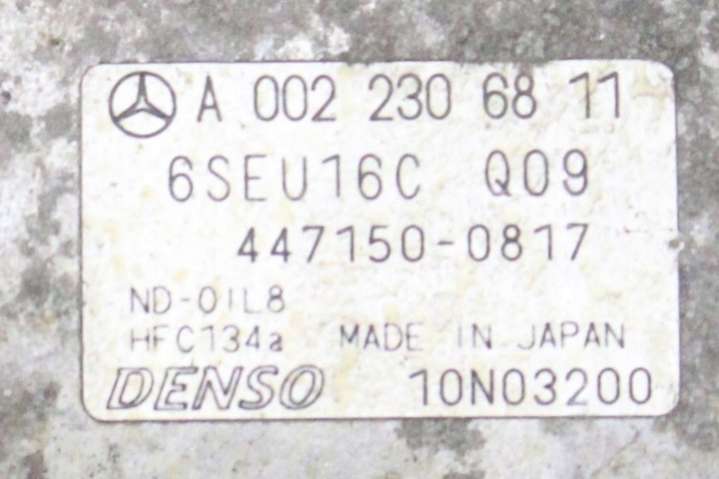 A 002 230 68 11
6SEU16C Q09
447150-0817
ND-OIL8
HFC134a MADE IN JAPAN
DENSO 10N03200